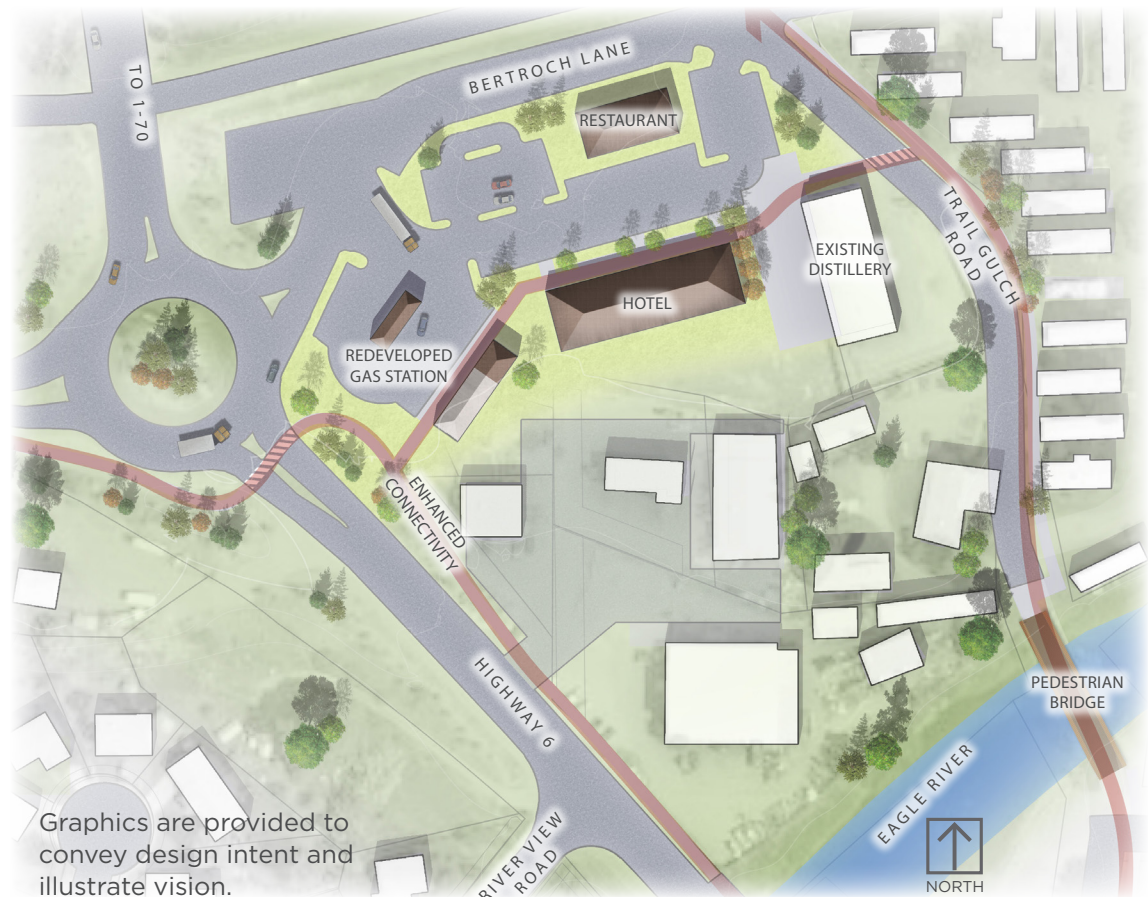 TO 1-70
BERTROCH LANE
RESTAURANT
TRAIL GULCH
ROAD
EXISTING
DISTILLERY
HOTEL
REDEVELOPED
GAS STATION
ENHANCED
CONNECTIVITY
HIGHWAY 6
PEDESTRIAN
BRIDGE
EAGLE RIVER
RIVER VIEW
ROAD
Graphics are provided to
convey design intent and
illustrate vision.
NORTH